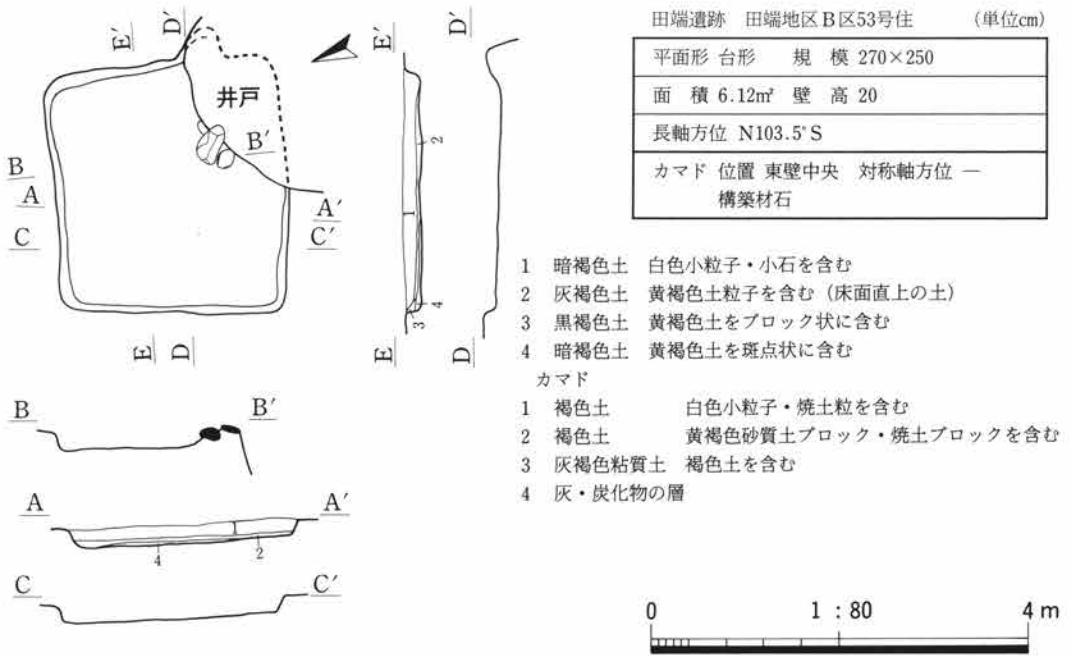 田端遺跡 田端地区B区53号住 (単位cm)
平面形 台形 規 模 270×250
面 積 6.12㎡ 壁 高 20
長軸方位 N103.5°S
カマド 位置 東壁中央 対称軸方位 —
構築材石
E′ D′
井戸
B′
B
A A′
C C′
E D
E′ D′
2
1
4
3
E D
1 暗褐色土 白色小粒子・小石を含む
2 灰褐色土 黄褐色土粒子を含む（床面直上の土）
3 黒褐色土 黄褐色土をブロック状に含む
4 暗褐色土 黄褐色土を斑点状に含む
カマド
1 褐色土 白色小粒子・焼土粒を含む
2 褐色土 黄褐色砂質土ブロック・焼土ブロックを含む
3 灰褐色粘質土 褐色土を含む
4 灰・炭化物の層
B B′
A A′
4 2
C C′
0 1:80 4m